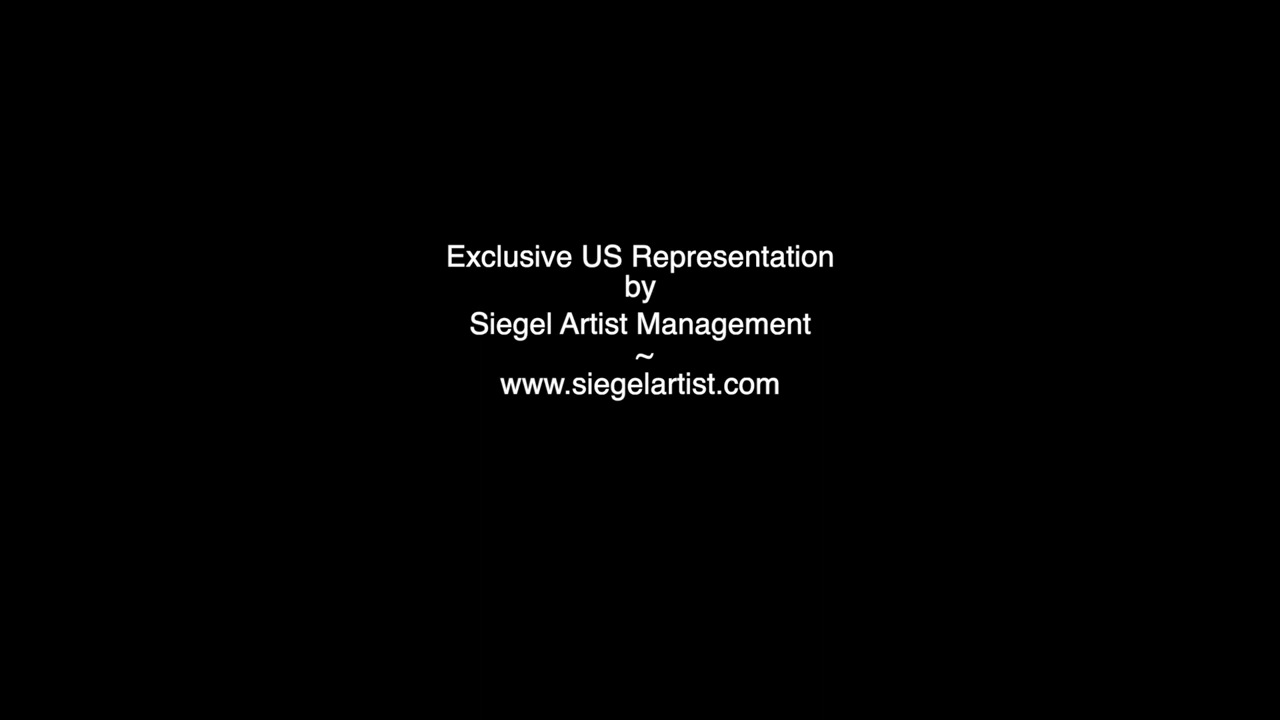 Exclusive US Representation
by
Siegel Artist Management
~
www.siegelartist.com